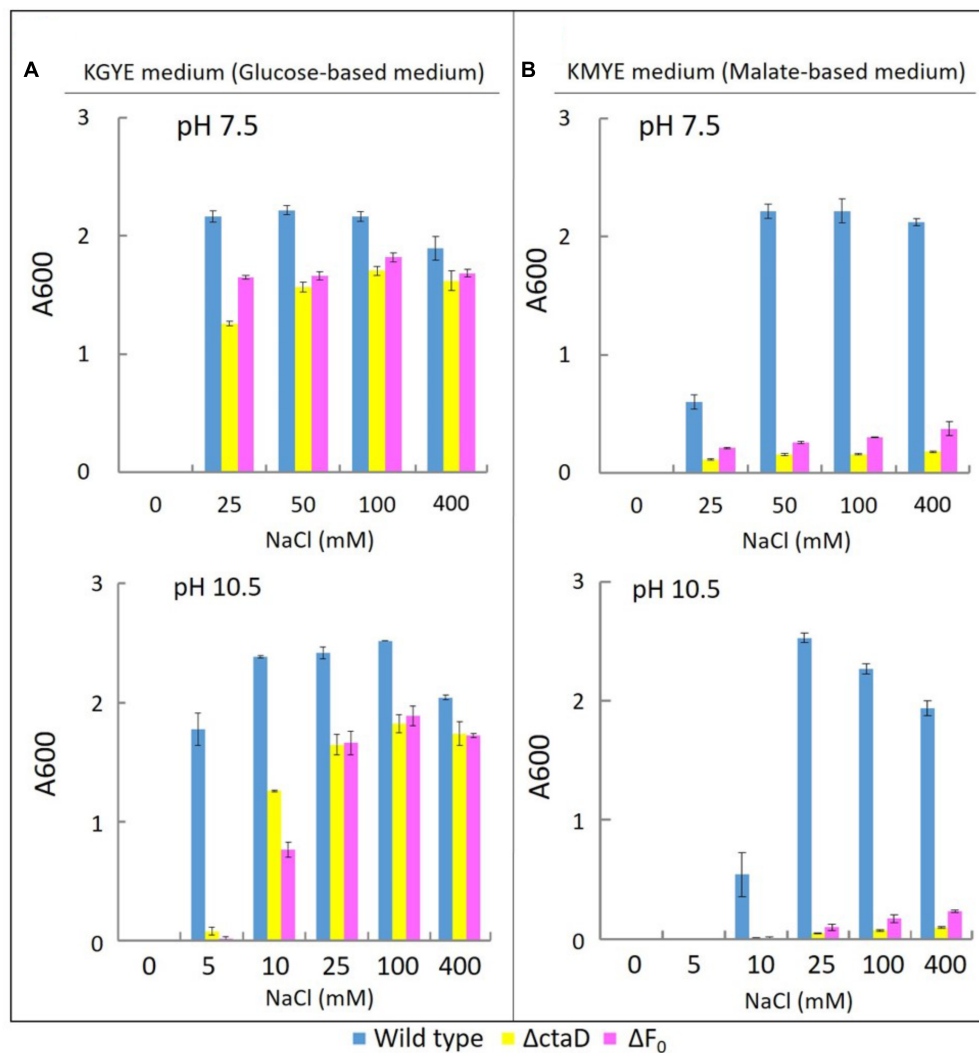 A
KGYE medium (Glucose-based medium)
pH 7.5
3
2
1
0
A600
0 25 50 100 400
NaCl (mM)
pH 10.5
3
2
1
0
A600
0 5 10 25 100 400
NaCl (mM)
B
KMYE medium (Malate-based medium)
pH 7.5
3
2
1
0
A600
0 25 50 100 400
NaCl (mM)
pH 10.5
3
2
1
0
A600
0 5 10 25 100 400
NaCl (mM)
Wild type ΔctaD ΔF₀